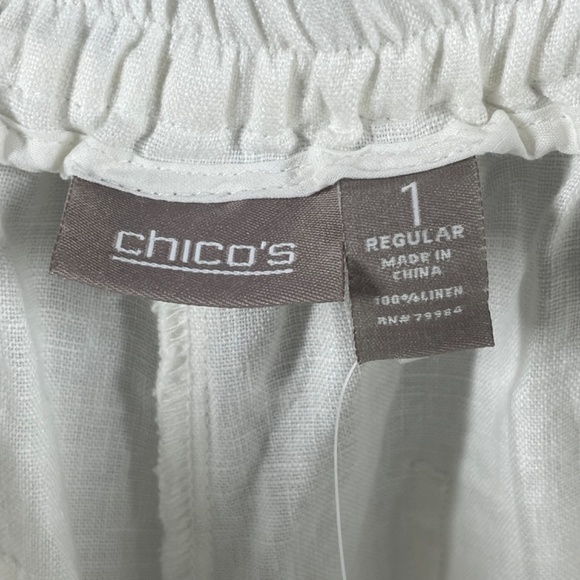 chico's
1
REGULAR
MADE IN
CHINA
100% LINEN
RN# 79984